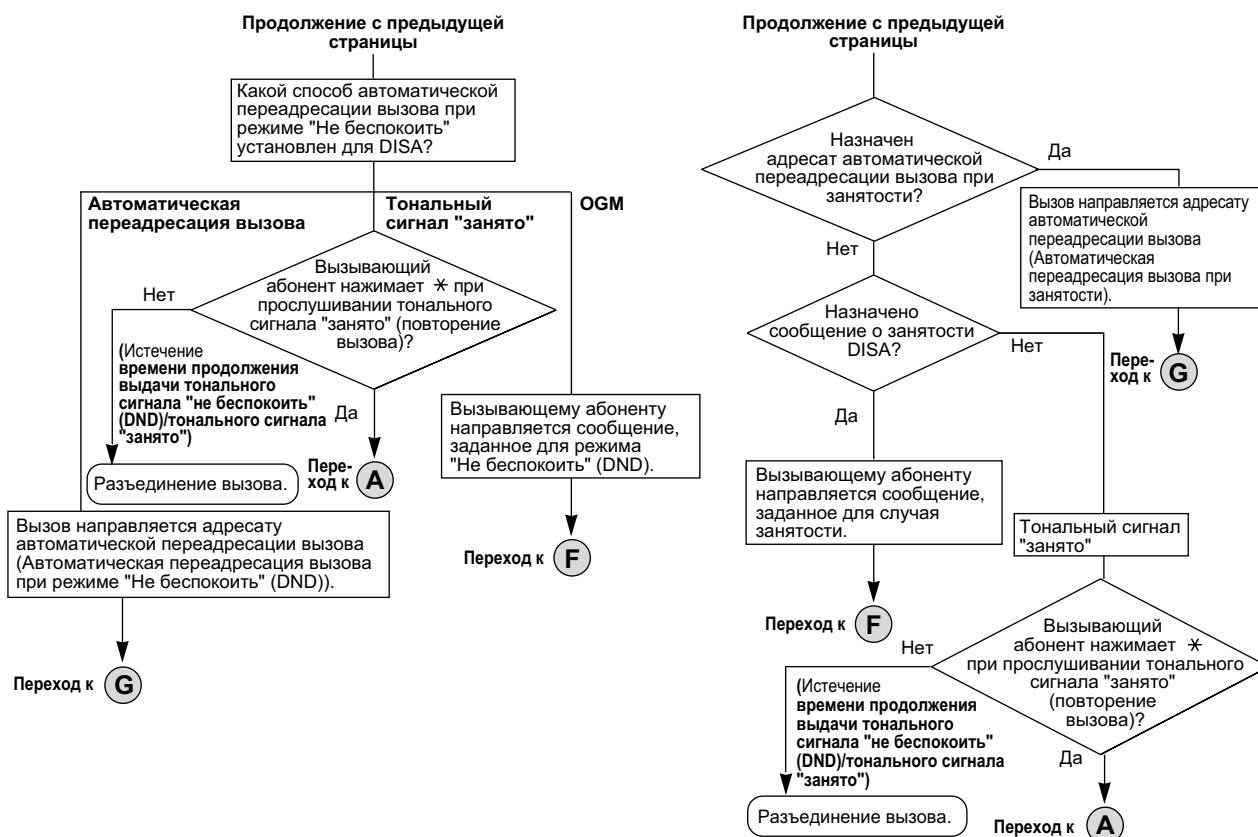 Продолжение с предыдущей
страницы
Какой способ автоматической
переадресации вызова при
режиме "Не беспокоить"
установлен для DISA?
Автоматическая
переадресация вызова
Тональный
сигнал "занято"
OGM
Вызывающий
абонент нажимает ✳ при
прослушивании тонального
сигнала "занято" (повторение
вызова)?
Нет
(Истечение
времени продолжения
выдачи тонального
сигнала "не беспокоить"
(DND)/тонального сигнала
"занято")
Да
Разъединение вызова.
Пере-
ход к
A
Вызывающему абоненту
направляется сообщение,
заданное для режима
"Не беспокоить" (DND).
Переход к F
Вызов направляется адресату
автоматической переадресации вызова
(Автоматическая переадресация вызова
при режиме "Не беспокоить" (DND)).
Переход к G
Продолжение с предыдущей
страницы
Назначен
адресат автоматической
переадресации вызова при
занятости?
Да
Вызов направляется адресату
автоматической
переадресации вызова
(Автоматическая
переадресация вызова при
занятости).
Пере-
ход к
G
Нет
Назначено
сообщение о занятости
DISA?
Нет
Да
Вызывающему абоненту
направляется сообщение,
заданное для случая
занятости.
Переход к F
Тональный сигнал
"занято"
Вызывающий
абонент нажимает ✳
при прослушивании тонального
сигнала "занято"
(повторение
вызова)?
Нет
(Истечение
времени продолжения
выдачи тонального
сигнала "не беспокоить"
(DND)/тонального сигнала
"занято")
Да
Разъединение вызова.
Переход к A